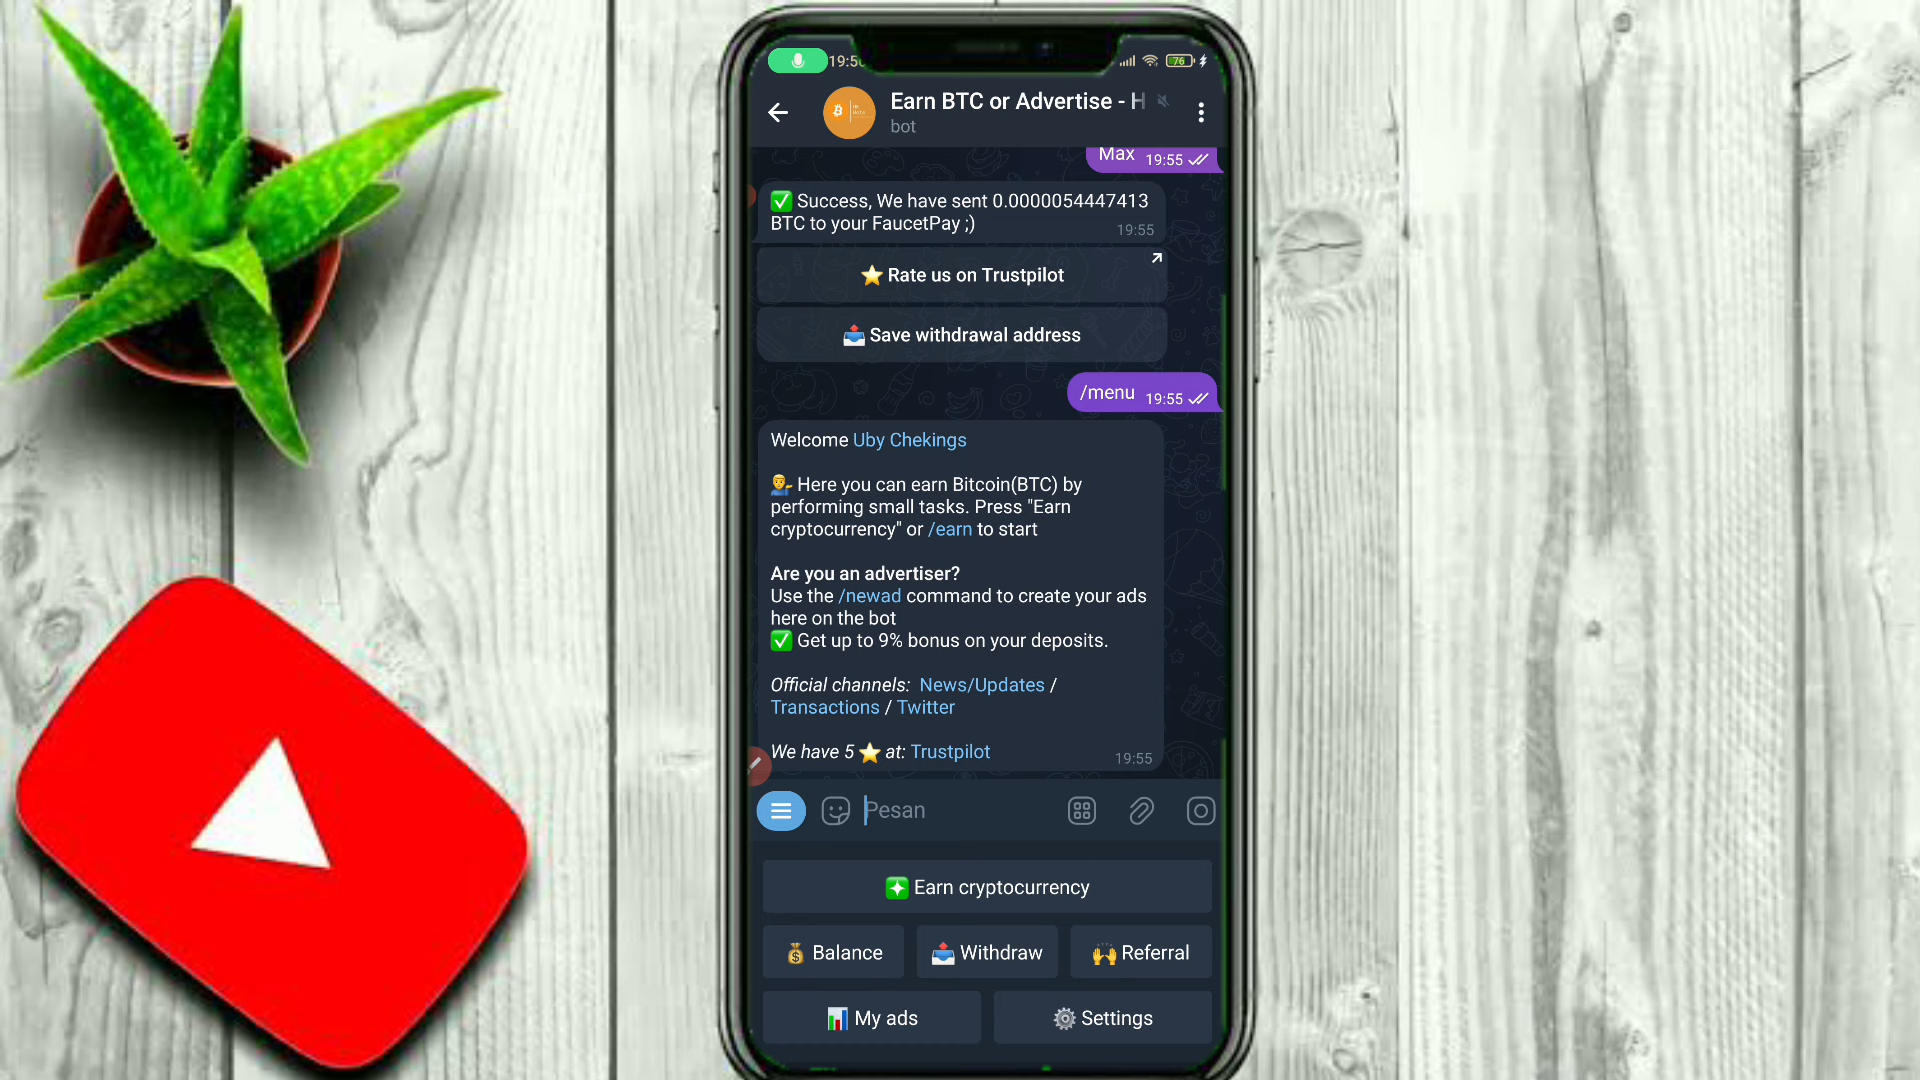 19:5
76
Earn BTC or Advertise - H
bot
Max 19:55
✅ Success, We have sent 0.0000054447413
BTC to your FaucetPay ;)
19:55
⭐ Rate us on Trustpilot
📤 Save withdrawal address
/menu 19:55
Welcome Uby Chekings
💁‍♂️ Here you can earn Bitcoin(BTC) by
performing small tasks. Press "Earn
cryptocurrency" or /earn to start
Are you an advertiser?
Use the /newad command to create your ads
here on the bot
✅ Get up to 9% bonus on your deposits.
Official channels: News/Updates /
Transactions / Twitter
We have 5 ⭐ at: Trustpilot
19:55
Pesan
❇️ Earn cryptocurrency
💰 Balance
📤 Withdraw
🙌 Referral
📊 My ads
⚙️ Settings